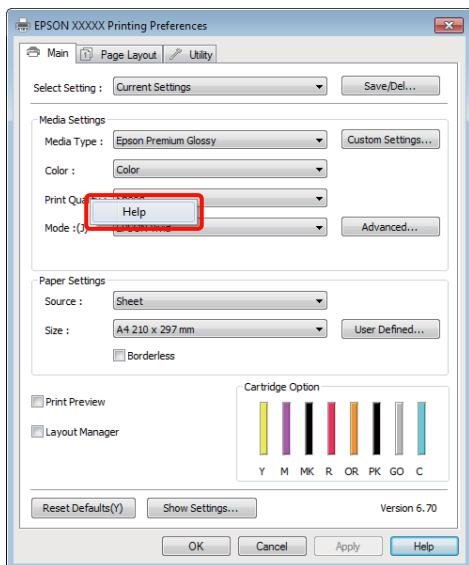 EPSON XXXXX Printing Preferences
Main Page Layout Utility
Select Setting : Current Settings Save/Del...
Media Settings
Media Type : Epson Premium Glossy Custom Settings...
Color : Color
Print Qu
Help
Mode :(J) Advanced...
Paper Settings
Source : Sheet
Size : A4 210 x 297 mm User Defined...
Borderless
Cartridge Option
Print Preview
Layout Manager
Y M MK R OR PK GO C
Reset Defaults(Y) Show Settings... Version 6.70
OK Cancel Apply Help